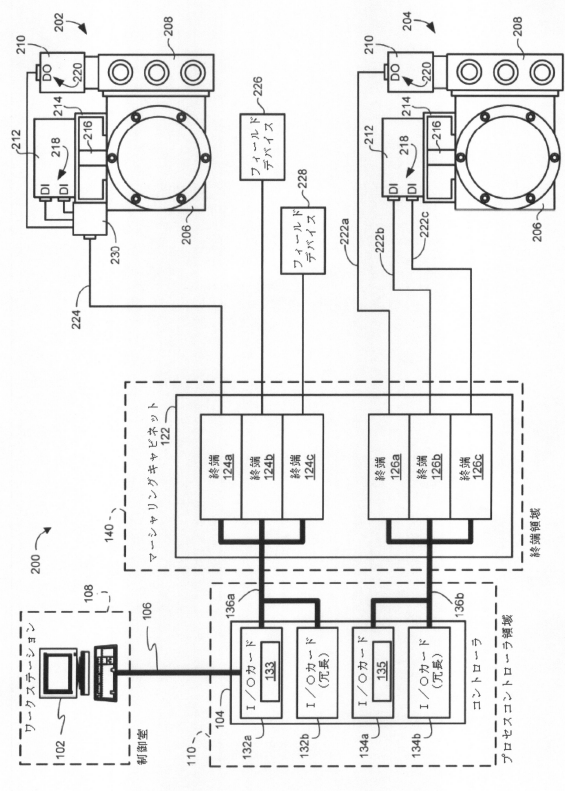 200
ワークステーション
108
102
制御室
106
110
104
I/Oカード
133
132a
I/Oカード
(冗長)
132b
I/Oカード
135
134a
I/Oカード
(冗長)
134b
コントローラ
プロセスコントローラ領域
136a
136b
140
マーシャリングキャビネット
122
終端
124a
終端
124b
終端
124c
終端
126a
終端
126b
終端
126c
終端領域
224
226
フィールド
デバイス
228
フィールド
デバイス
222a
222b
222c
202
210
DO
220
208
212
214
216
218
DI
DI
230
206
204
210
DO
220
208
212
214
216
218
DI
DI
206